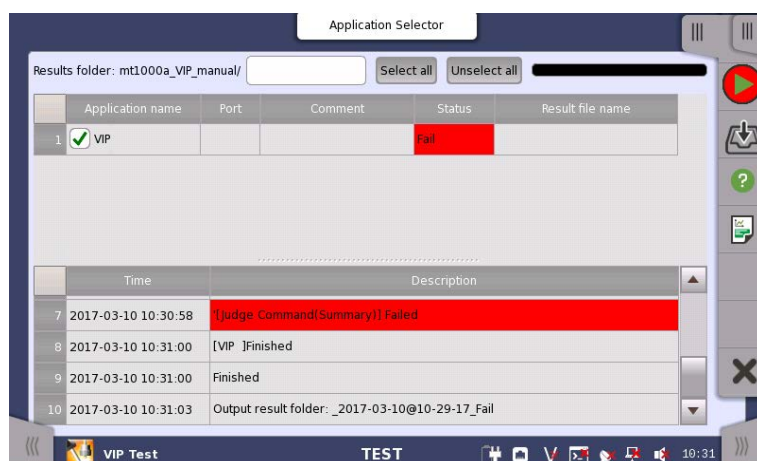 Application Selector
Results folder: mt1000a_VIP_manual/ Select all Unselect all
Application name Port Comment Status Result file name
1 VIP Fail
Time Description
7 2017-03-10 10:30:58 '[Judge Command(Summary)] Failed
8 2017-03-10 10:31:00 [VIP ]Finished
9 2017-03-10 10:31:00 Finished
10 2017-03-10 10:31:03 Output result folder: _2017-03-10@10-29-17_Fail
VIP Test TEST 10:31